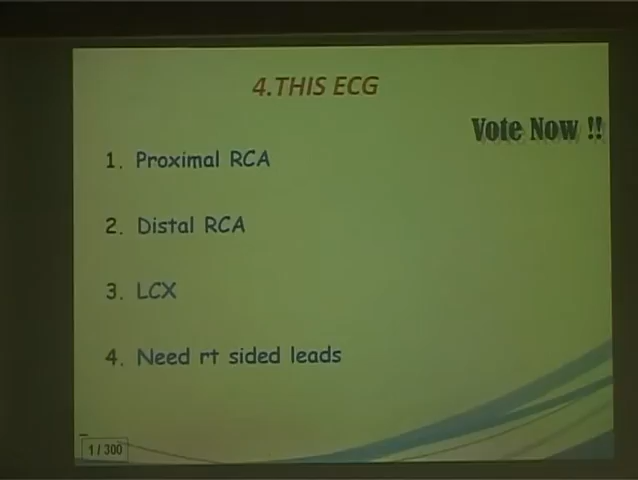 4.THIS ECG
Vote Now !!
1. Proximal RCA
2. Distal RCA
3. LCX
4. Need rt sided leads
1 / 300